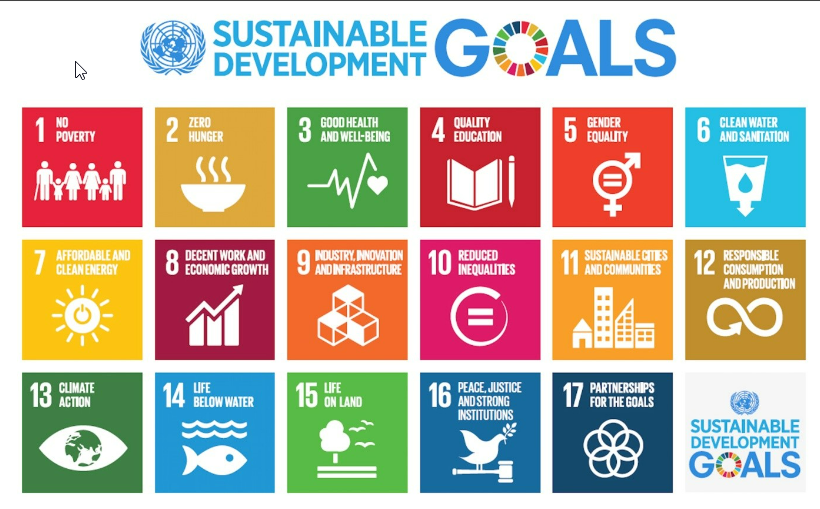 SUSTAINABLE
DEVELOPMENT
GOALS
1 NO
POVERTY
2 ZERO
HUNGER
3 GOOD HEALTH
AND WELL-BEING
4 QUALITY
EDUCATION
5 GENDER
EQUALITY
6 CLEAN WATER
AND SANITATION
7 AFFORDABLE AND
CLEAN ENERGY
8 DECENT WORK AND
ECONOMIC GROWTH
9 INDUSTRY, INNOVATION
AND INFRASTRUCTURE
10 REDUCED
INEQUALITIES
11 SUSTAINABLE CITIES
AND COMMUNITIES
12 RESPONSIBLE
CONSUMPTION
AND PRODUCTION
13 CLIMATE
ACTION
14 LIFE
BELOW WATER
15 LIFE
ON LAND
16 PEACE, JUSTICE
AND STRONG
INSTITUTIONS
17 PARTNERSHIPS
FOR THE GOALS
SUSTAINABLE
DEVELOPMENT
GOALS